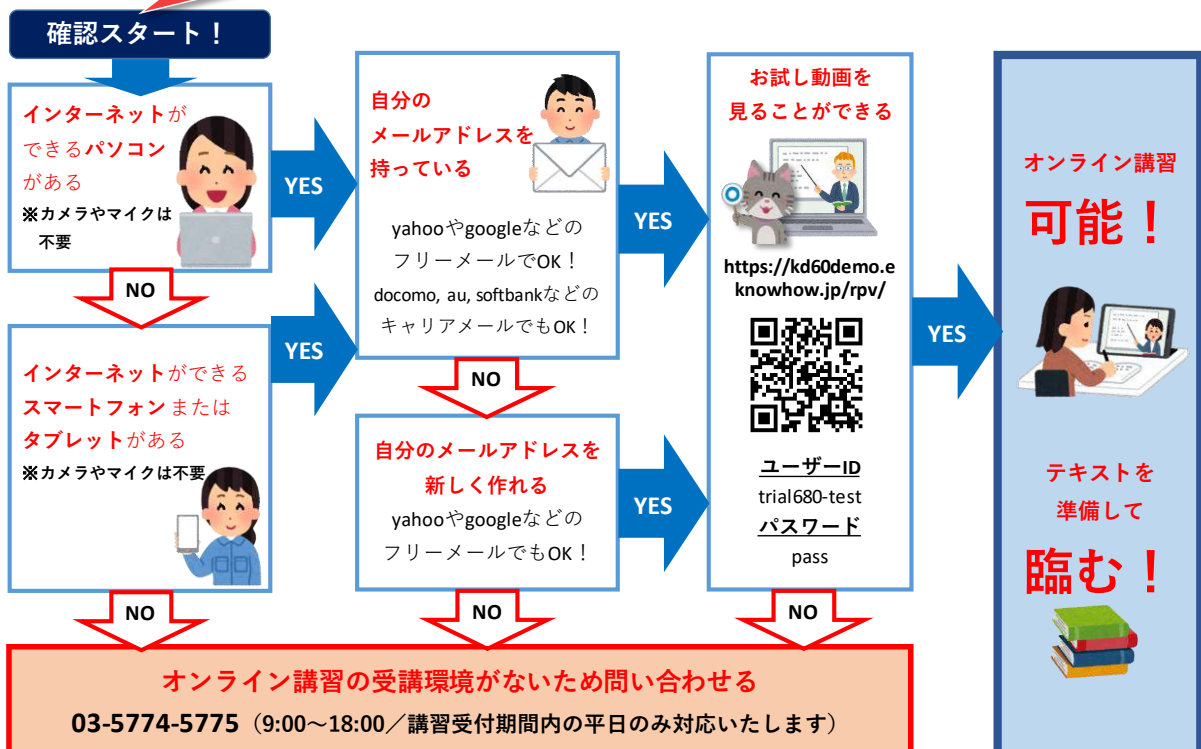 確認スタート！
インターネットが
できるパソコン
がある
※カメラやマイクは
不要
YES
NO
インターネットができる
スマートフォンまたは
タブレットがある
※カメラやマイクは不要
YES
NO
自分の
メールアドレスを
持っている
yahooやgoogleなどの
フリーメールでOK！
docomo, au, softbankなどの
キャリアメールでもOK！
YES
NO
自分のメールアドレスを
新しく作れる
yahooやgoogleなどの
フリーメールでもOK！
YES
NO
お試し動画を
見ることができる
https://kd60demo.e
knowhow.jp/rpv/
ユーザーID
trial680-test
パスワード
pass
YES
NO
オンライン講習
可能！
テキストを
準備して
臨む！
オンライン講習の受講環境がないため問い合わせる
03-5774-5775（9:00～18:00／講習受付期間内の平日のみ対応いたします）